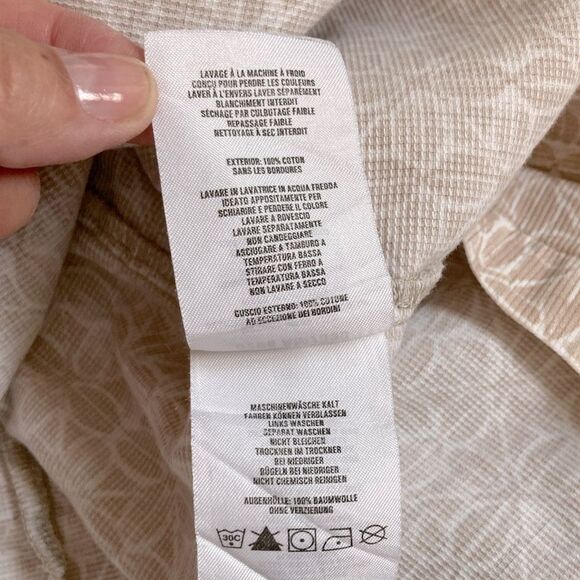 LAVAGE À LA MACHINE À FROID
CONÇU POUR PERDRE LES COULEURS
LAVER À L'ENVERS LAVER SÉPARÉMENT
BLANCHIMENT INTERDIT
SÉCHAGE PAR CULBUTAGE FAIBLE
REPASSAGE FAIBLE
NETTOYAGE À SEC INTERDIT
EXTERIOR: 100% COTON
SANS LES BORDURES
LAVARE IN LAVATRICE IN ACQUA FREDDA
IDEATO APPOSITAMENTE PER
SCHIARIRE E PERDERE IL COLORE
LAVARE A ROVESCIO
LAVARE SEPARATAMENTE
NON CANDEGGIARE
ASCIUGARE A TAMBURO A
TEMPERATURA BASSA
STIRARE CON FERRO A
TEMPERATURA BASSA
NON LAVARE A SECCO
GUSCIO ESTERNO: 100% COTONE
AD ECCEZIONE DEI BORDINI
MASCHINENWÄSCHE KALT
FARBEN KÖNNEN VERBLASSEN
LINKS WASCHEN
SEPARAT WASCHEN
NICHT BLEICHEN
TROCKNEN IM TROCKNER
BEI NIEDRIGER
BÜGELN BEI NIEDRIGER
NICHT CHEMISCH REINIGEN
AUßENHÜLLE: 100% BAUMWOLLE
OHNE VERZIERUNG
30C